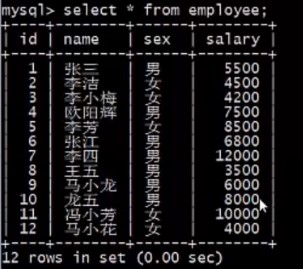 mysql> select * from employee;
+----+--------+-----+--------+
| id | name | sex | salary |
+----+--------+-----+--------+
| 1 | 张三 | 男 | 5500 |
| 2 | 李洁 | 女 | 4500 |
| 3 | 李小梅 | 女 | 4200 |
| 4 | 欧阳辉 | 男 | 7500 |
| 5 | 李芳 | 女 | 8500 |
| 6 | 张江 | 男 | 6800 |
| 7 | 李四 | 男 | 12000 |
| 8 | 王五 | 男 | 3500 |
| 9 | 马小龙 | 男 | 6000 |
| 10 | 龙五 | 男 | 8000 |
| 11 | 冯小芳 | 女 | 10000 |
| 12 | 马小花 | 女 | 4000 |
+----+--------+-----+--------+
12 rows in set (0.00 sec)